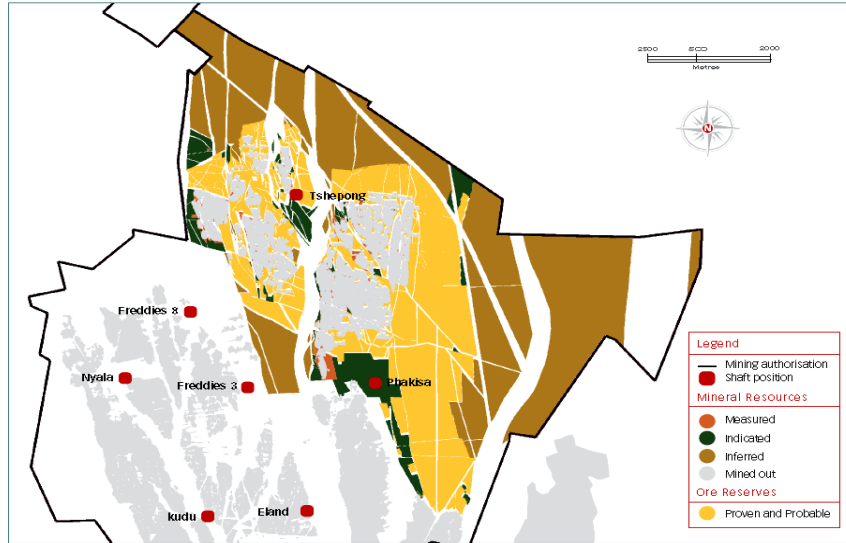 2500 500 2000
Metres
N
Tshepong
Freddies 8
Nyala
Freddies 3
Phakisa
kudu
Eland
Legend
Mining authorisation
Shaft position
Mineral Resources
Measured
Indicated
Inferred
Mined out
Ore Reserves
Proven and Probable